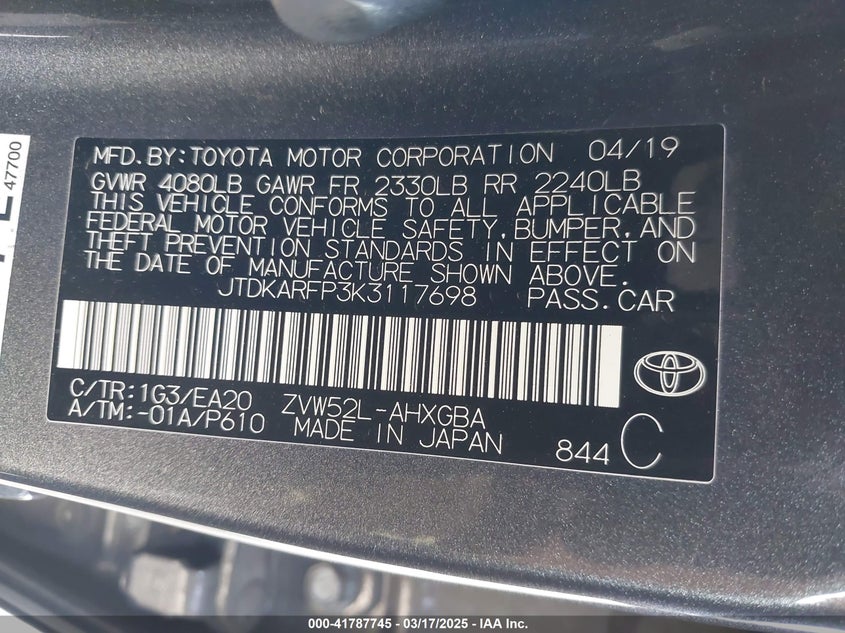 47700
MFD.BY:TOYOTA MOTOR CORPORATION 04/19
GVWR 4080LB GAWR FR 2330LB RR 2240LB
THIS VEHICLE CONFORMS TO ALL APPLICABLE
FEDERAL MOTOR VEHICLE SAFETY,BUMPER,AND
THEFT PREVENTION STANDARDS IN EFFECT ON
THE DATE OF MANUFACTURE SHOWN ABOVE.
JTDKARFP3K3117698 PASS.CAR
C/TR:1G3/EA20 ZVW52L-AHXGBA
A/TM:-01A/P610 MADE IN JAPAN
844 C
000-41787745 - 03/17/2025 - IAA Inc.